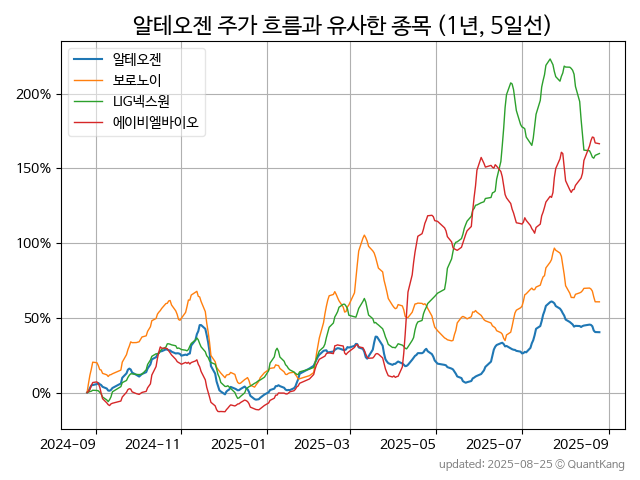 알테오젠 주가 흐름과 유사한 종목 (1년, 5일선)
알테오젠
보로노이
LIG넥스원
에이비엘바이오
200%
150%
100%
50%
0%
2024-09 2024-11 2025-01 2025-03 2025-05 2025-07 2025-09
updated: 2025-08-25 © QuantKang